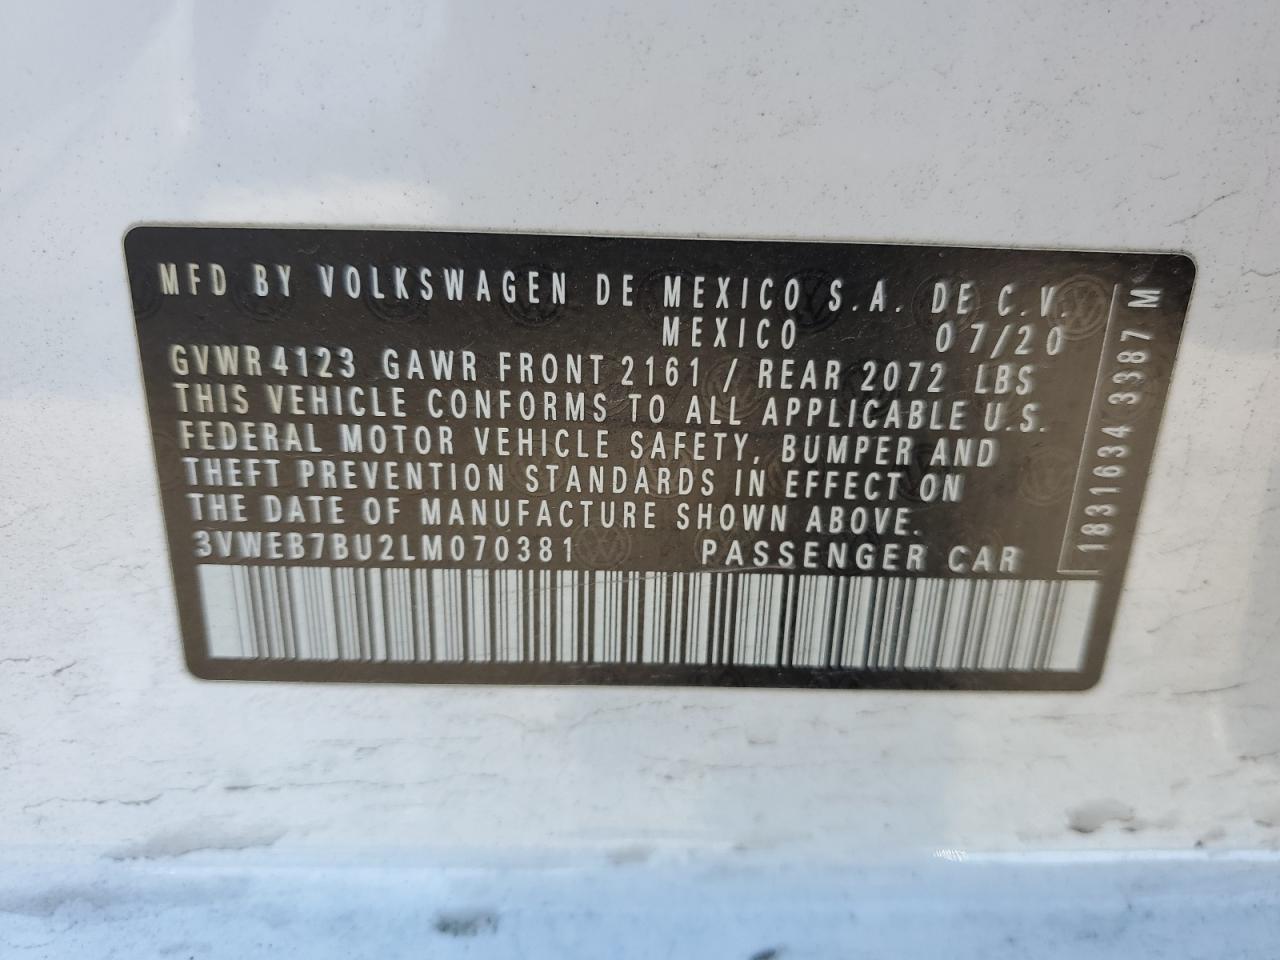 MFD BY VOLKSWAGEN DE MEXICO S.A. DE C.V.
MEXICO 07/20
GVWR 4123 GAWR FRONT 2161 / REAR 2072 LBS
THIS VEHICLE CONFORMS TO ALL APPLICABLE U.S.
FEDERAL MOTOR VEHICLE SAFETY, BUMPER AND
THEFT PREVENTION STANDARDS IN EFFECT ON
THE DATE OF MANUFACTURE SHOWN ABOVE.
3VWEB7BU2LM070381 PASSENGER CAR
1831634 3387 M